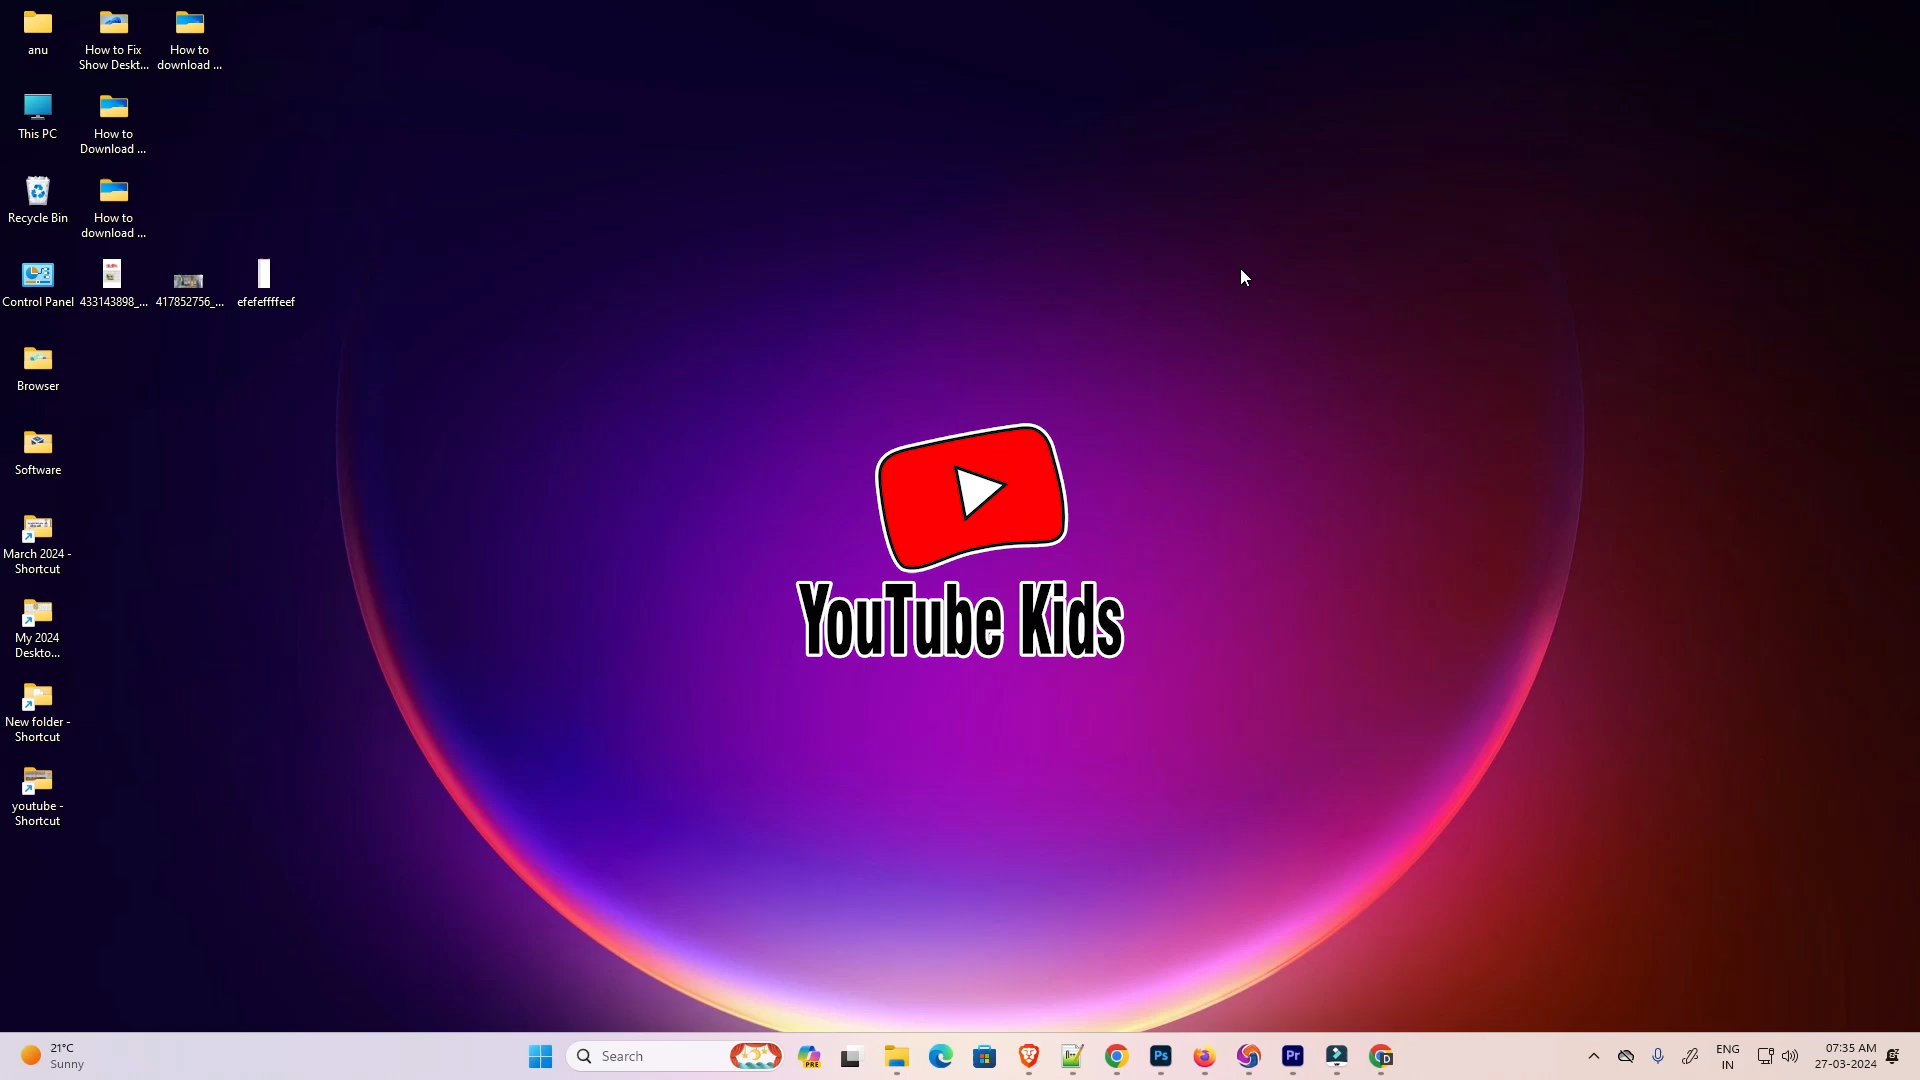 anu
How to Fix
Show Deskt...
How to
download ...
This PC
How to
Download ...
Recycle Bin
How to
download ...
Control Panel
433143898_...
417852756_...
efefeffffeef
Browser
Software
March 2024 -
Shortcut
My 2024
Deskto...
New folder -
Shortcut
youtube -
Shortcut
YouTube Kids
21°C
Sunny
Search
PRE
Ps
Pr
D
ENG
IN
07:35 AM
27-03-2024